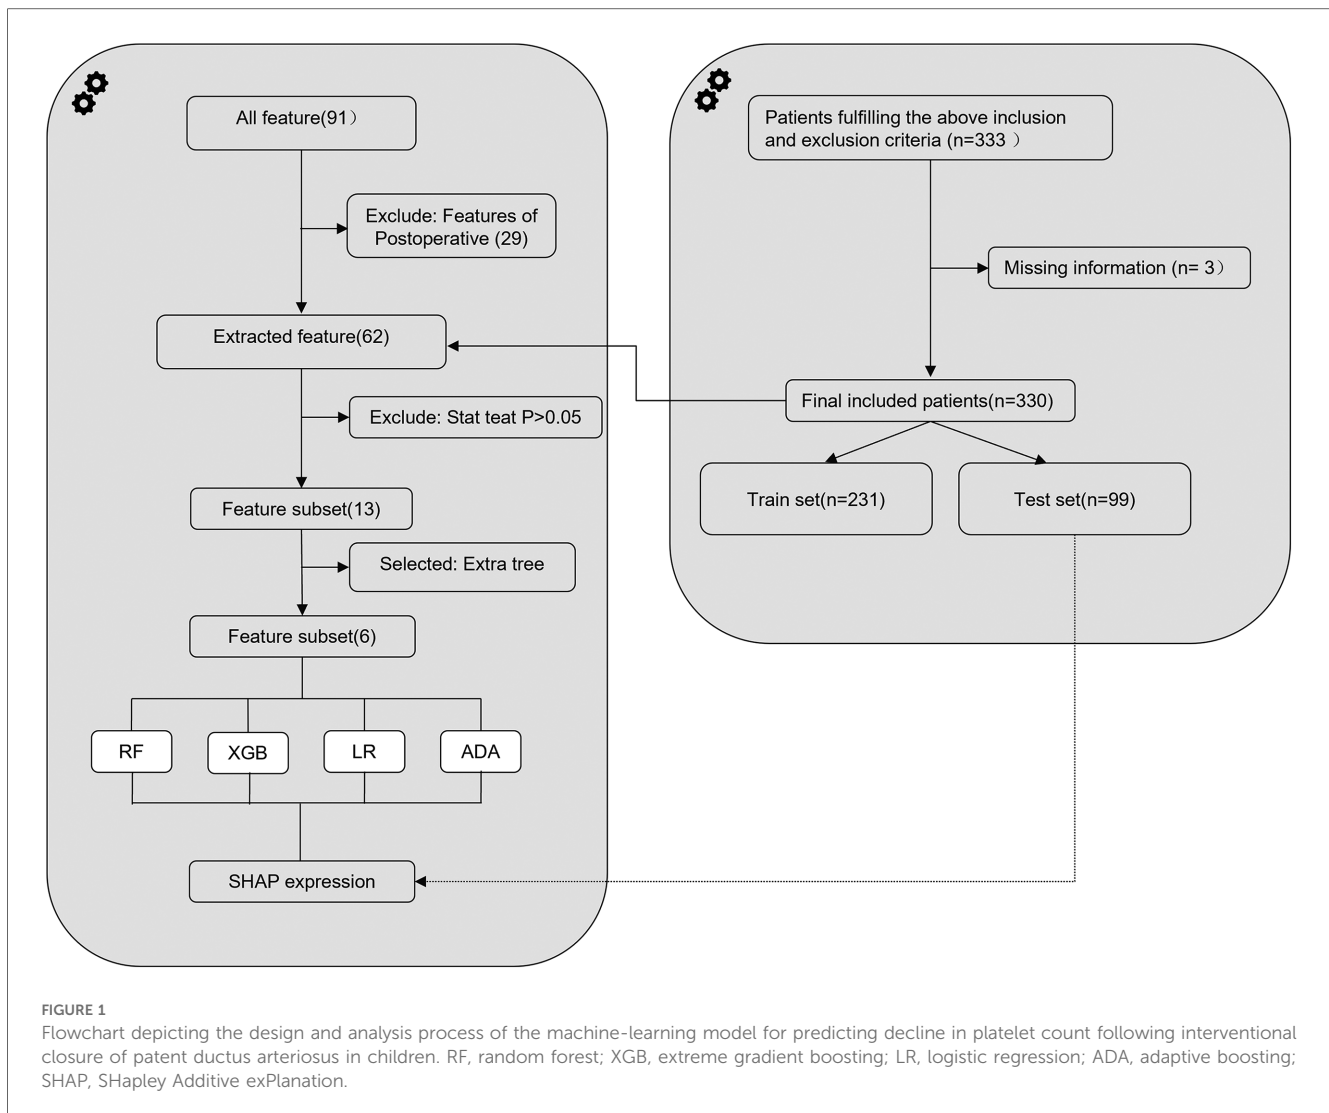 All feature(91）
Exclude: Features of
Postoperative (29)
Extracted feature(62)
Exclude: Stat teat P>0.05
Feature subset(13)
Selected: Extra tree
Feature subset(6)
RF
XGB
LR
ADA
SHAP expression
Patients fulfilling the above inclusion
and exclusion criteria (n=333 ）
Missing information (n= 3）
Final included patients(n=330)
Train set(n=231)
Test set(n=99)
FIGURE 1
Flowchart depicting the design and analysis process of the machine-learning model for predicting decline in platelet count following interventional
closure of patent ductus arteriosus in children. RF, random forest; XGB, extreme gradient boosting; LR, logistic regression; ADA, adaptive boosting;
SHAP, SHapley Additive exPlanation.